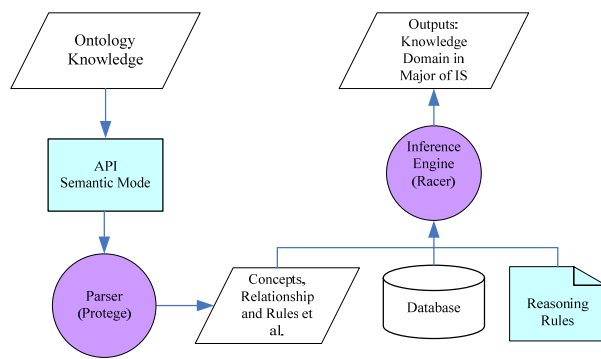 Ontology
Knowledge
API
Semantic Mode
Parser
(Protege)
Concepts,
Relationship
and Rules et
al.
Outputs:
Knowledge
Domain in
Major of IS
Inference
Engine
(Racer)
Database
Reasoning
Rules